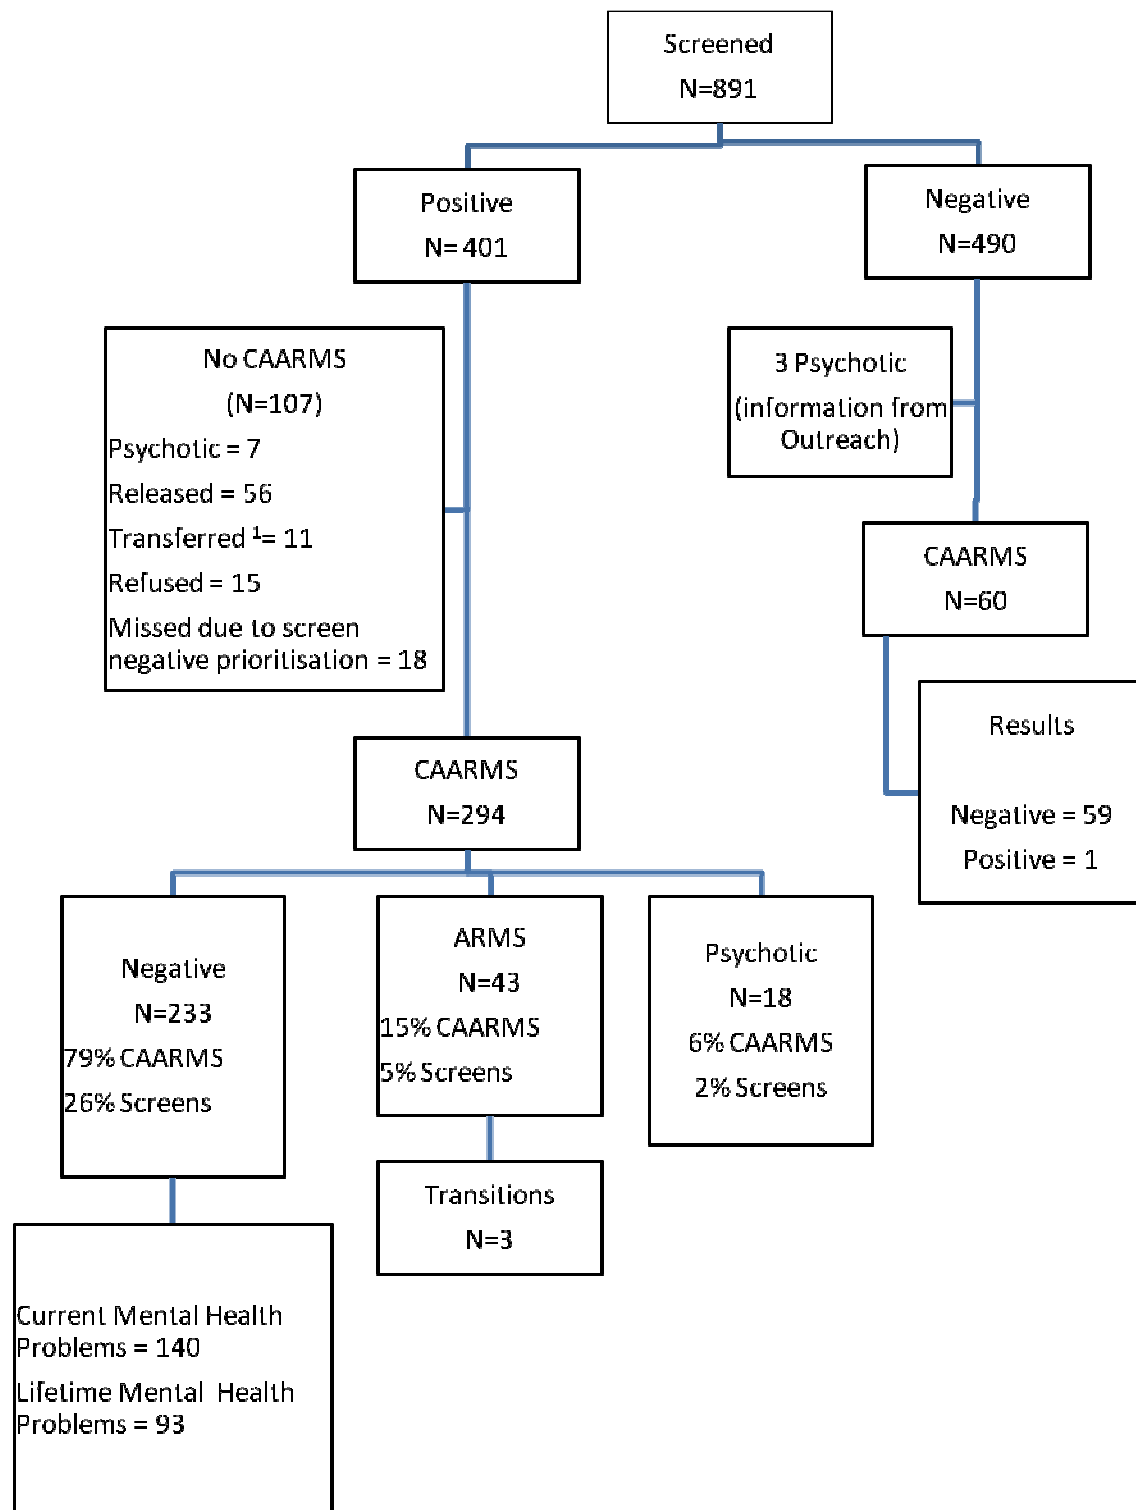 Screened
N=891
Positive
N= 401
Negative
N=490
No CAARMS
(N=107)
Psychotic = 7
Released = 56
Transferred ¹= 11
Refused = 15
Missed due to screen
negative prioritisation = 18
3 Psychotic
(information from
Outreach)
CAARMS
N=60
Results
Negative = 59
Positive = 1
CAARMS
N=294
Negative
N=233
79% CAARMS
26% Screens
ARMS
N=43
15% CAARMS
5% Screens
Psychotic
N=18
6% CAARMS
2% Screens
Transitions
N=3
Current Mental Health
Problems = 140
Lifetime Mental Health
Problems = 93